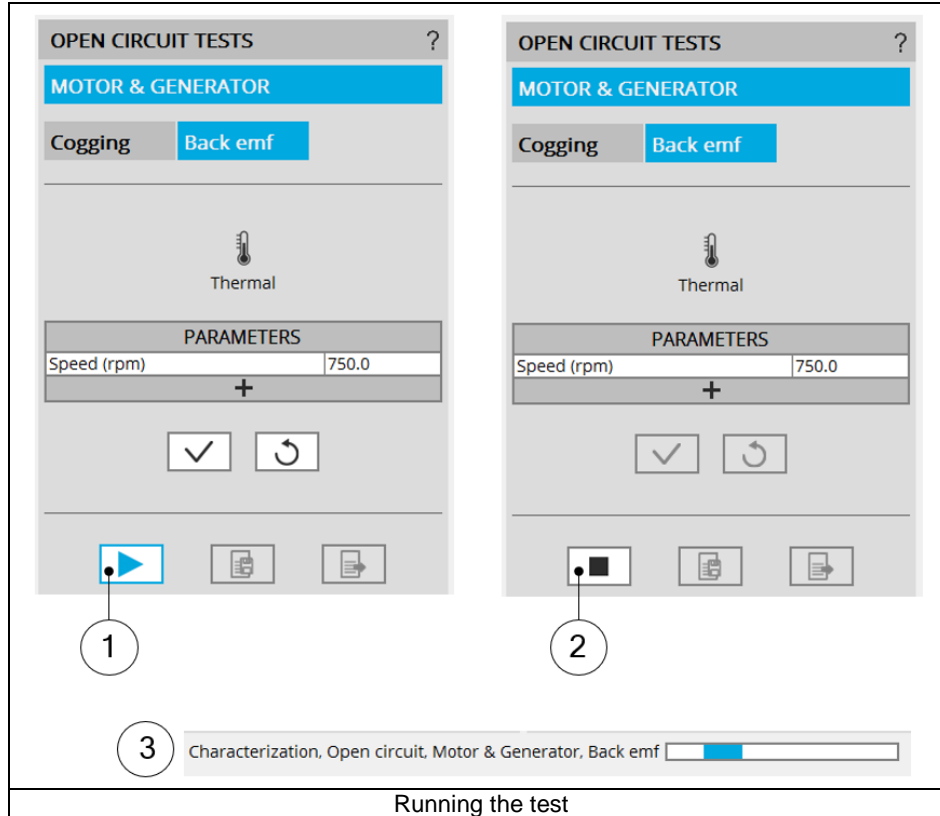 OPEN CIRCUIT TESTS ?
MOTOR & GENERATOR
Cogging Back emf
Thermal
PARAMETERS
Speed (rpm) 750.0
+
1
OPEN CIRCUIT TESTS ?
MOTOR & GENERATOR
Cogging Back emf
Thermal
PARAMETERS
Speed (rpm) 750.0
+
2
3 Characterization, Open circuit, Motor & Generator, Back emf
Running the test